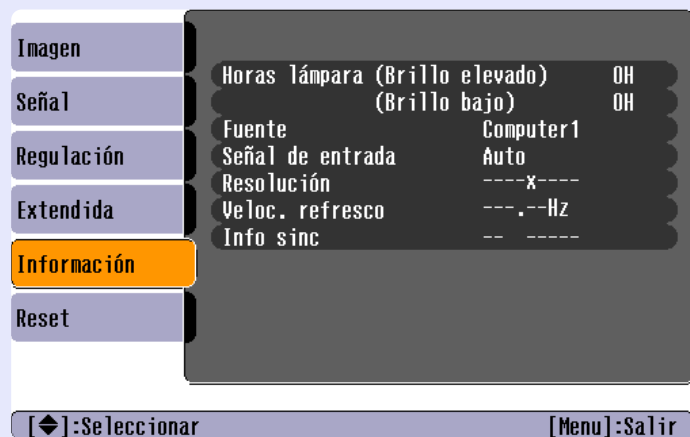 Imagen
Señal
Regulación
Extendida
Información
Reset
Horas lámpara (Brillo elevado) 0H
(Brillo bajo) 0H
Fuente Computer1
Señal de entrada Auto
Resolución ----x----
Veloc. refresco ---.--Hz
Info sinc -- -----
[◆]:Seleccionar [Menu]:Salir